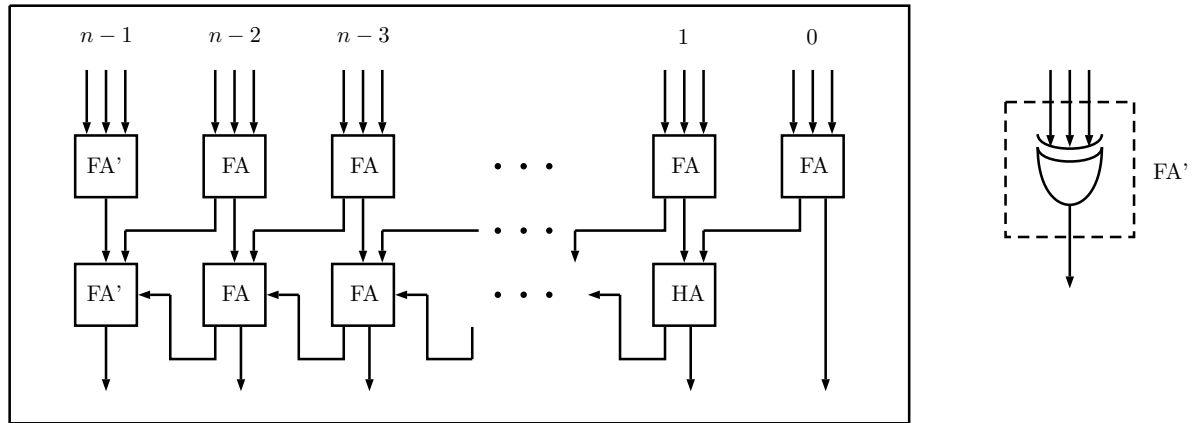 n − 1 n − 2 n − 3 1 0
FA' FA FA · · · FA FA
FA'
· · ·
FA' FA FA · · · HA